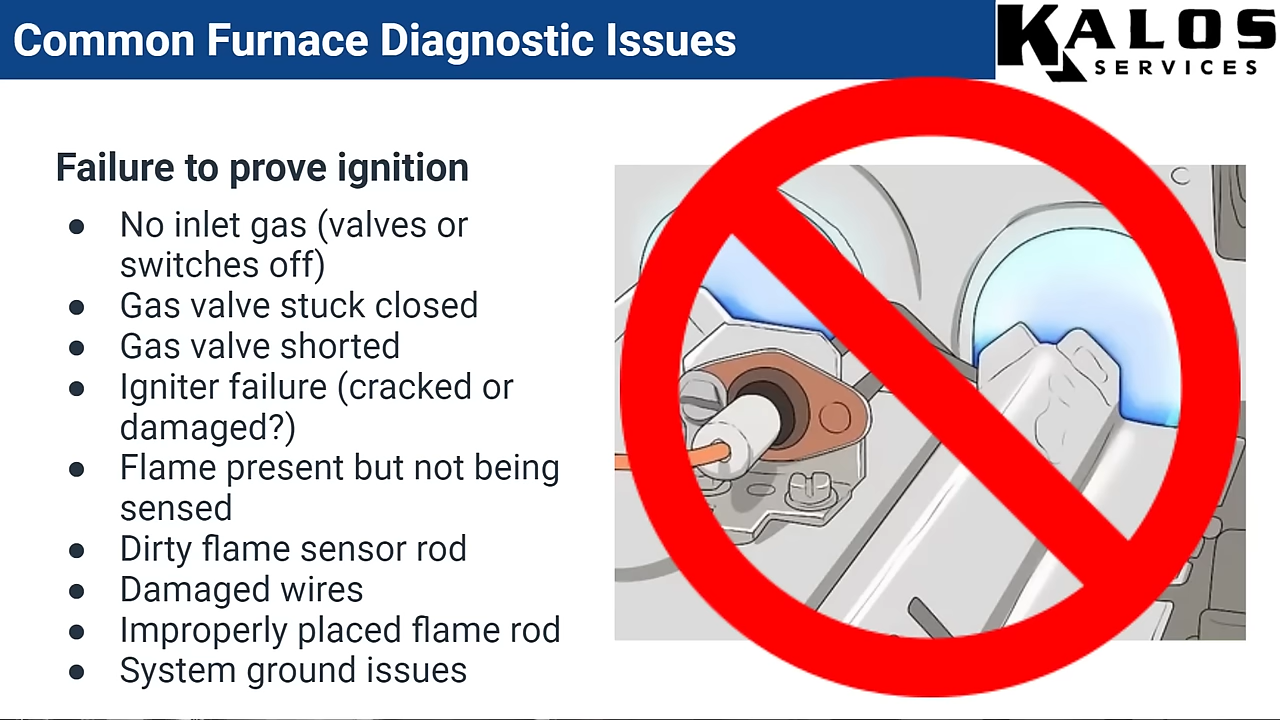 Common Furnace Diagnostic Issues
KALOS
SERVICES
Failure to prove ignition
● No inlet gas (valves or
switches off)
● Gas valve stuck closed
● Gas valve shorted
● Igniter failure (cracked or
damaged?)
● Flame present but not being
sensed
● Dirty flame sensor rod
● Damaged wires
● Improperly placed flame rod
● System ground issues